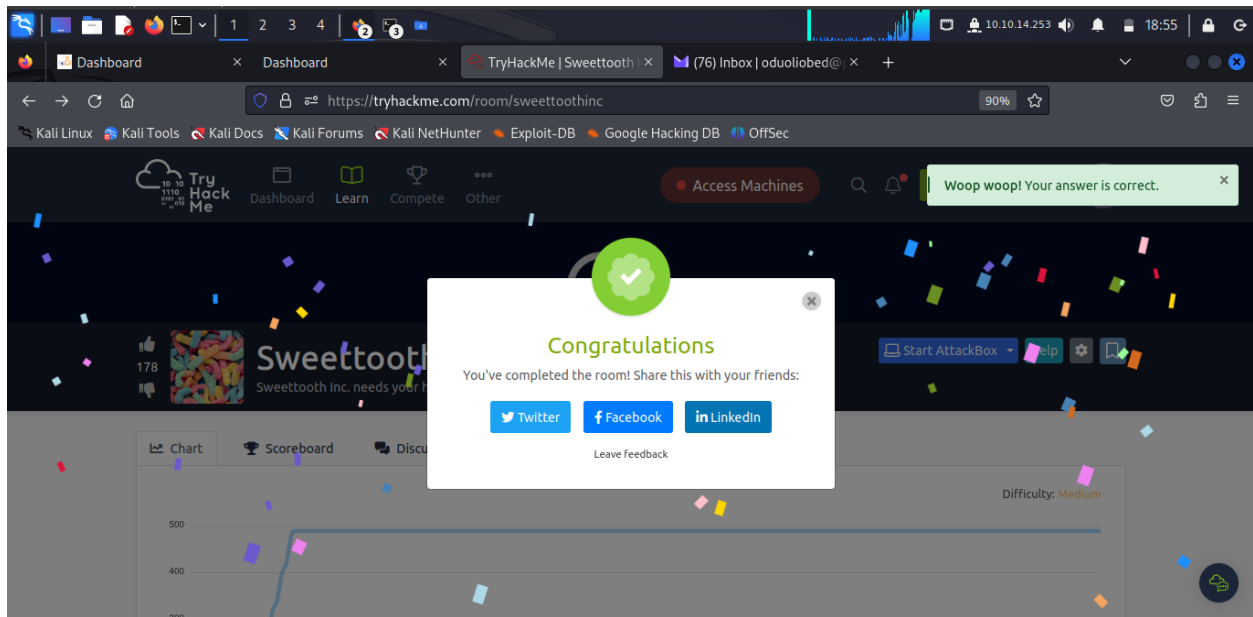 1 2 3 4 2 3 10.10.14.253 18:55
Dashboard × Dashboard × TryHackMe | Sweettooth I × (76) Inbox | oduoliobed@ × +
https://tryhackme.com/room/sweettoothinc 90%
Kali Linux Kali Tools Kali Docs Kali Forums Kali NetHunter Exploit-DB Google Hacking DB OffSec
Try
Hack
Me
Dashboard Learn Compete Other Access Machines
Woop woop! Your answer is correct. ×
Congratulations
You've completed the room! Share this with your friends:
Twitter Facebook in LinkedIn
Leave feedback
178
Sweettooth
Sweettooth Inc. needs your h
Start AttackBox Help
Chart Scoreboard Discu
Difficulty: Medium
500
400
300